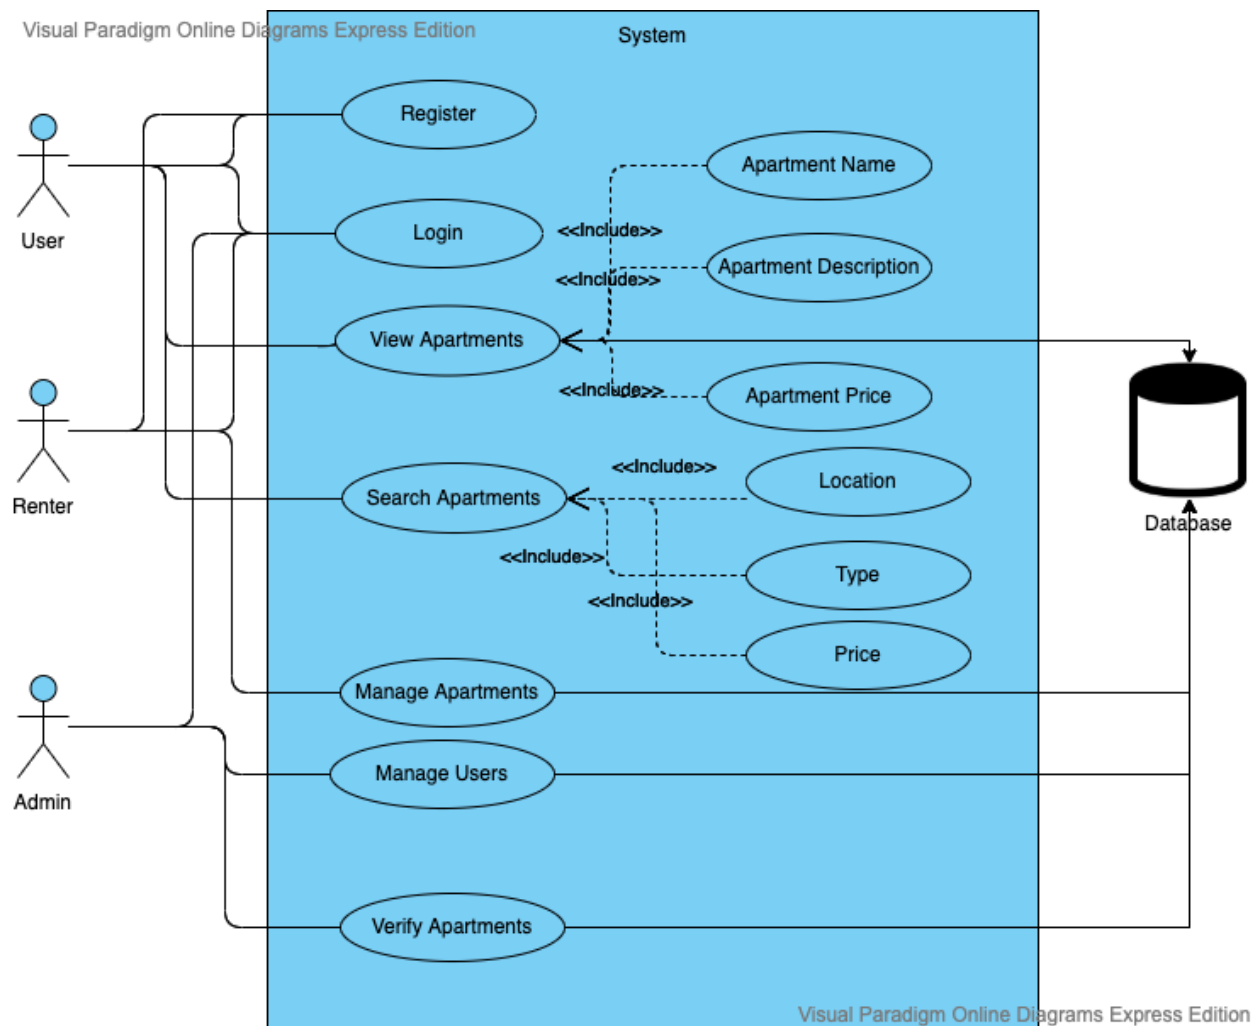 Visual Paradigm Online Diagrams Express Edition
System
Register
Apartment Name
User
Login
<<Include>>
Apartment Description
<<Include>>
View Apartments
<<Include>>
Apartment Price
Renter
Search Apartments
<<Include>>
Location
Database
<<Include>>
Type
<<Include>>
Price
Manage Apartments
Admin
Manage Users
Verify Apartments
Visual Paradigm Online Diagrams Express Edition